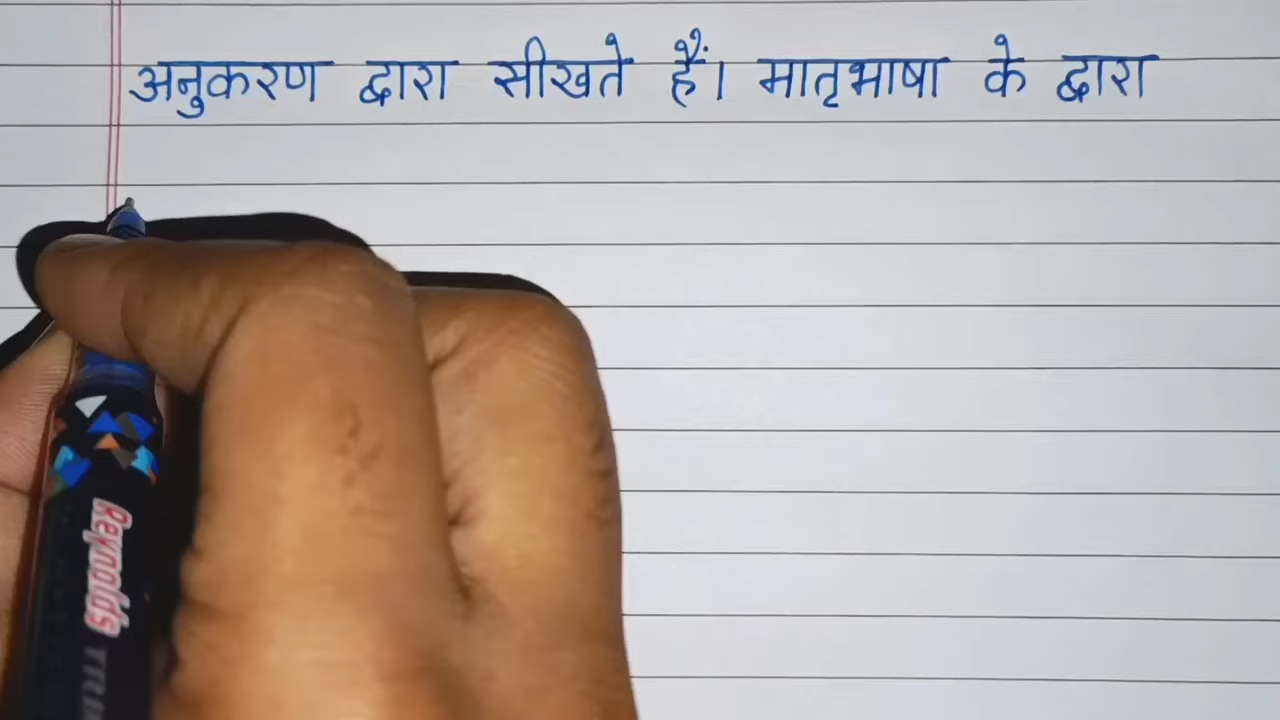 अनुकरण द्वारा सीखते हैं। मातृभाषा के द्वारा
Reynolds